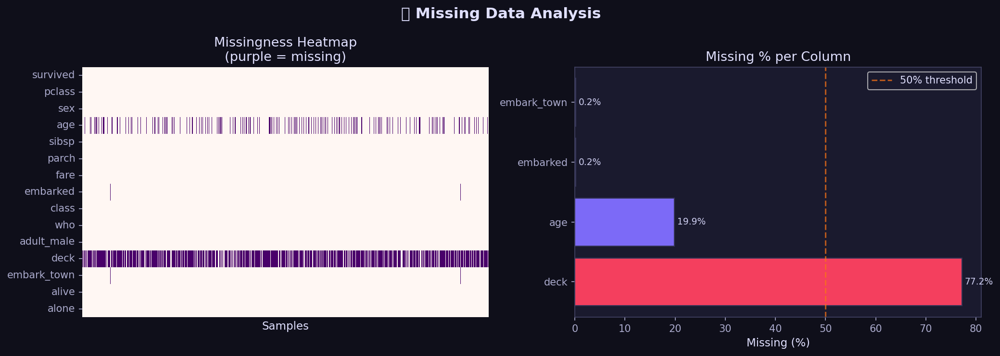 Missing Data Analysis
Missingness Heatmap
(purple = missing)
survived
pclass
sex
age
sibsp
parch
fare
embarked
class
who
adult_male
deck
embark_town
alive
alone
Samples
Missing % per Column
50% threshold
embark_town
0.2%
embarked
0.2%
age
19.9%
deck
77.2%
0 10 20 30 40 50 60 70 80
Missing (%)